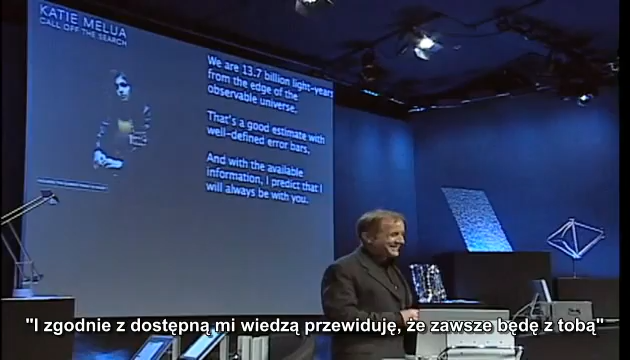 KATIE MELUA
CALL OFF THE SEARCH
We are 13.7 billion light-years
from the edge of the
observable universe.
That's a good estimate with
well-defined error bars,
And with the available
information, I predict that I
will always be with you.
"I zgodnie z dostępną mi wiedzą przewiduję, że zawsze będę z tobą"